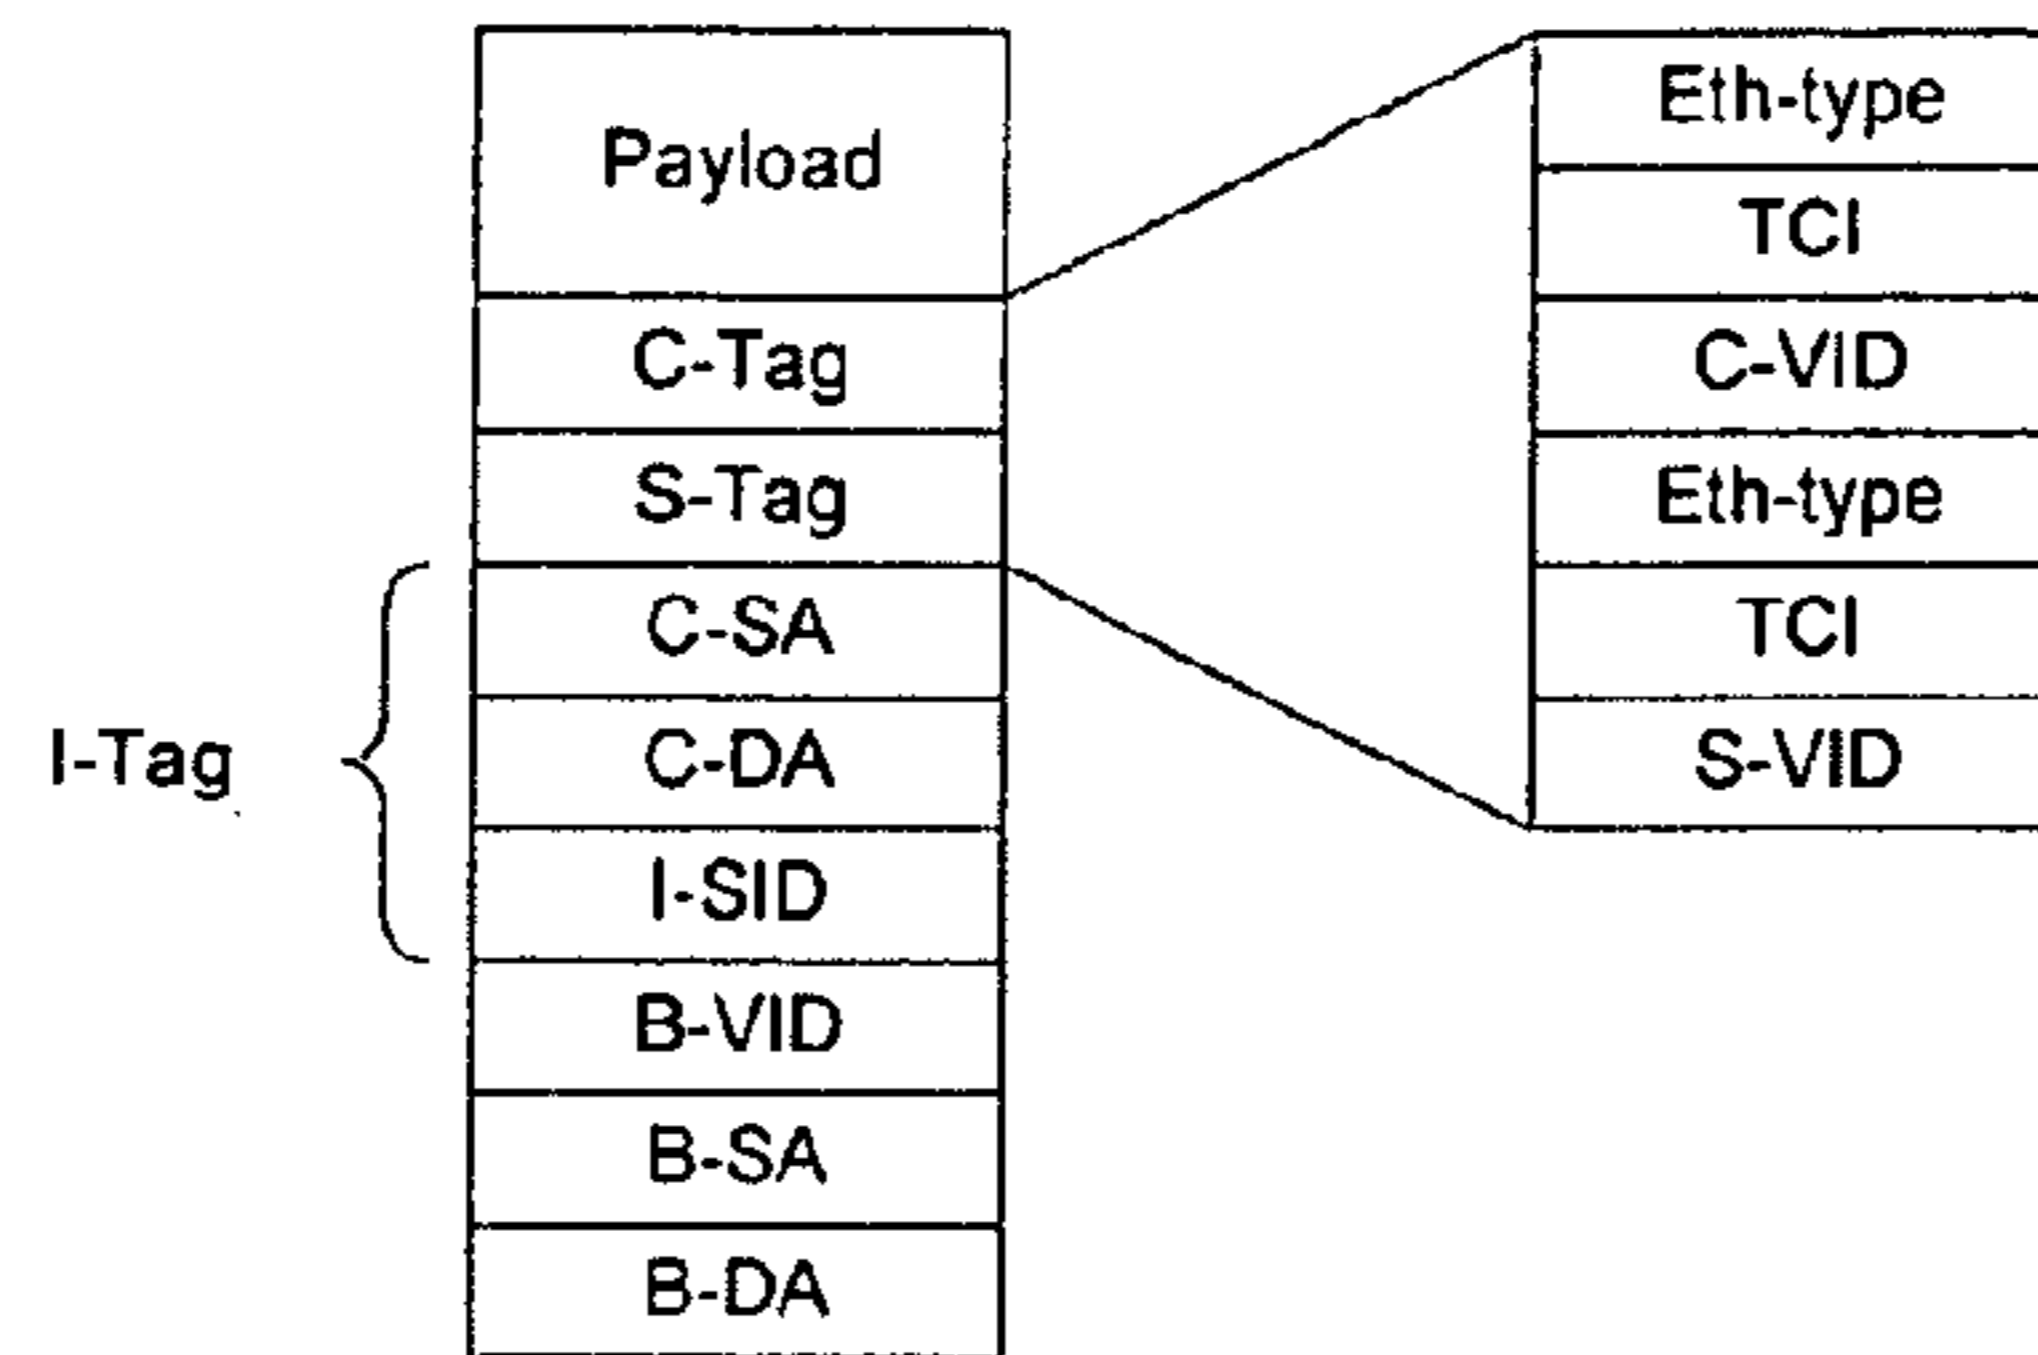 Payload
C-Tag
S-Tag
C-SA
C-DA
I-SID
B-VID
B-SA
B-DA
I-Tag
Eth-type
TCI
C-VID
Eth-type
TCI
S-VID